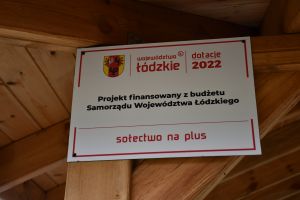 województwo
Łódzkie
dotacje
2022
Projekt finansowany z budżetu
Samorządu Województwa Łódzkiego
sołectwo na plus